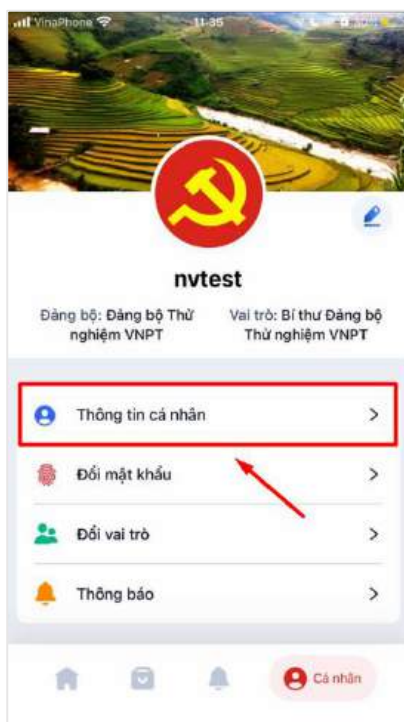 VinaPhone 11:35
nvtest
Đảng bộ: Đảng bộ Thử
nghiệm VNPT
Vai trò: Bí thư Đảng bộ
Thử nghiệm VNPT
Thông tin cá nhân
Đổi mật khẩu
Đổi vai trò
Thông báo
Cá nhân